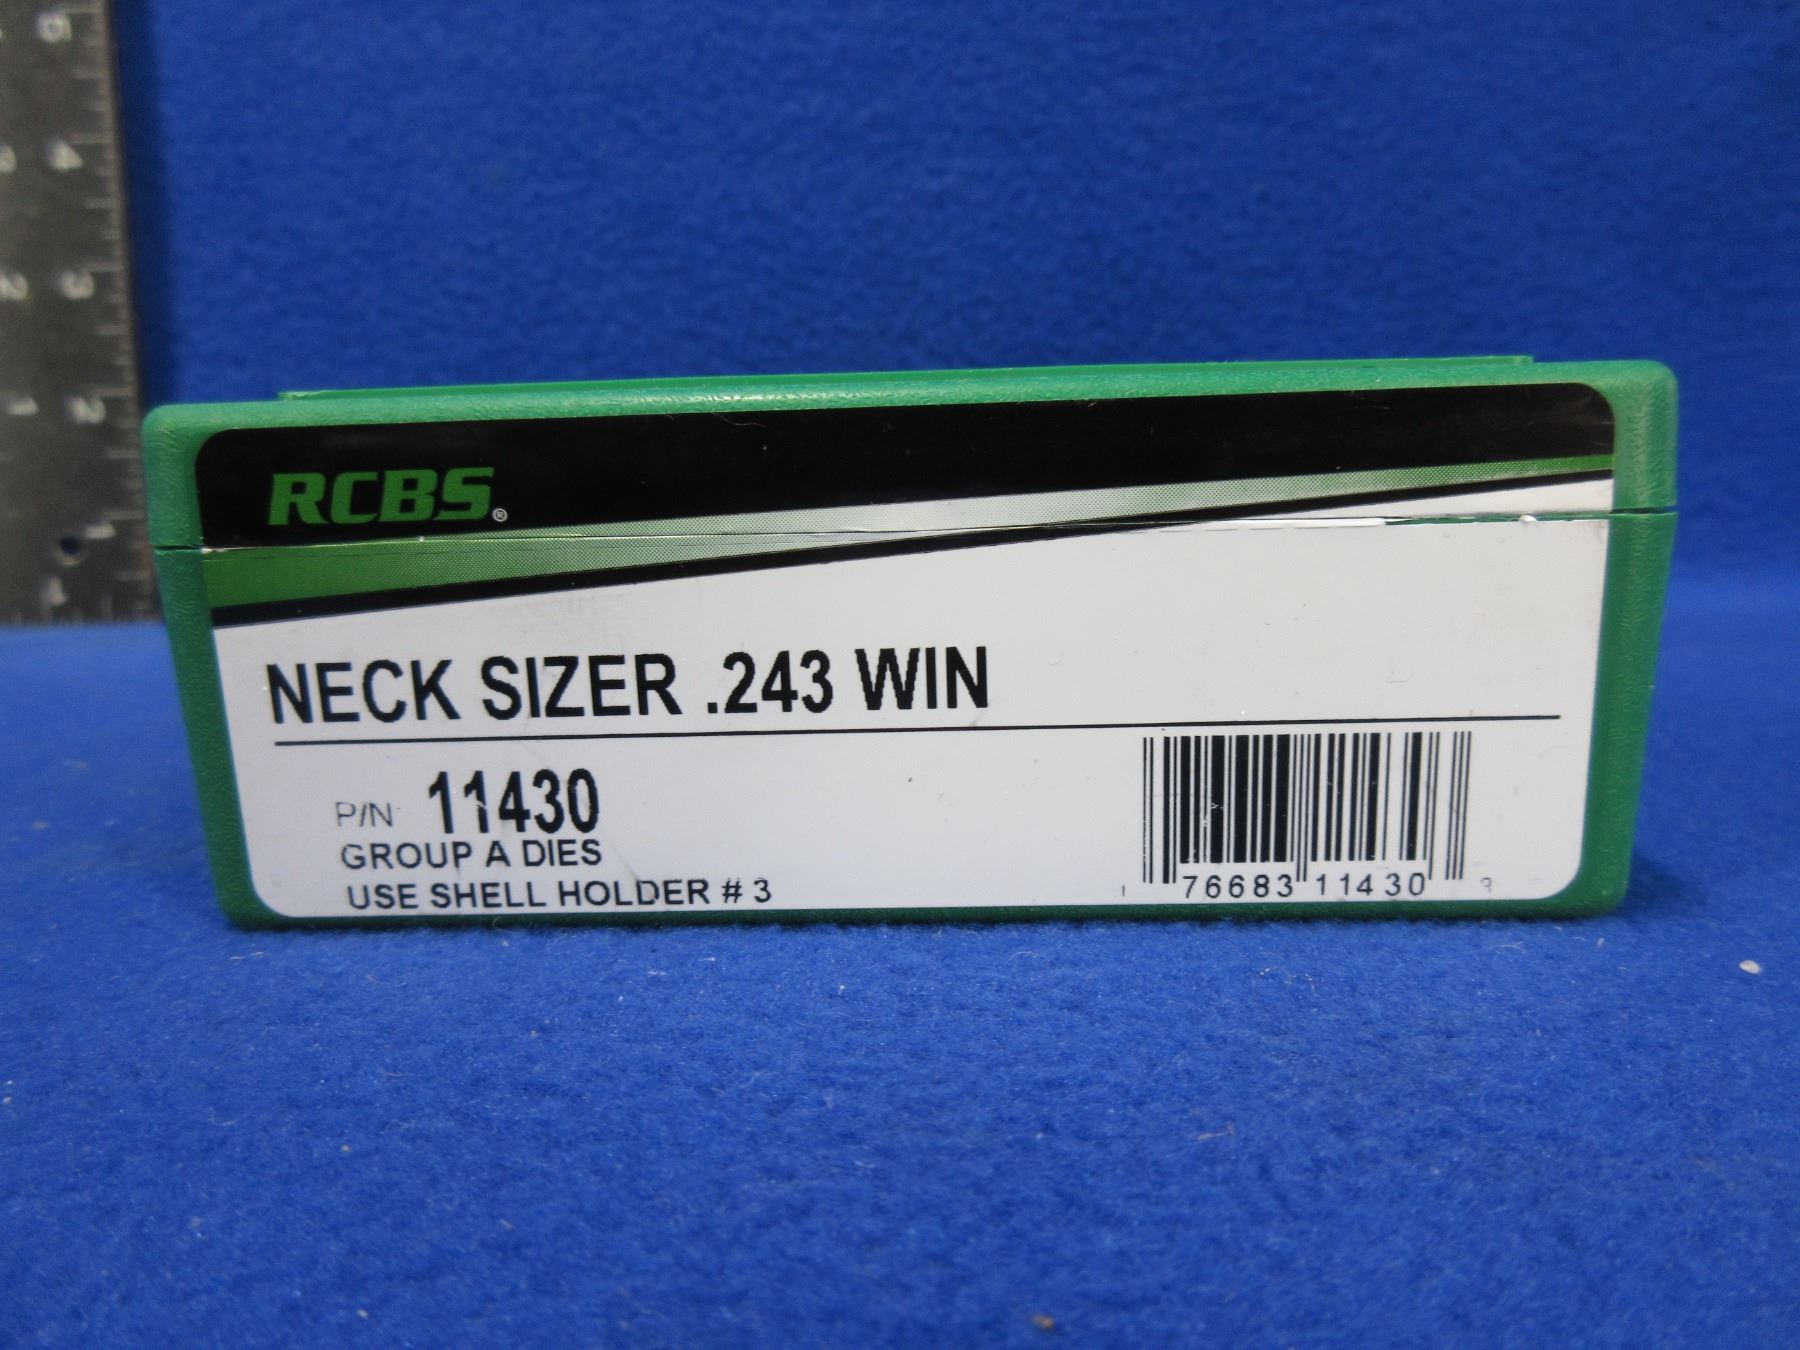 RCBS®
NECK SIZER .243 WIN
P/N 11430
GROUP A DIES
USE SHELL HOLDER # 3
76683 11430